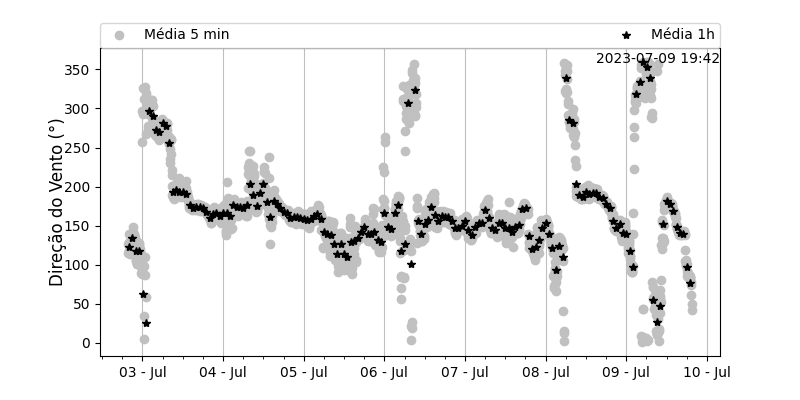 Média 5 min
Média 1h
2023-07-09 19:42
Direção do Vento (°)
350
300
250
200
150
100
50
0
03 - Jul
04 - Jul
05 - Jul
06 - Jul
07 - Jul
08 - Jul
09 - Jul
10 - Jul